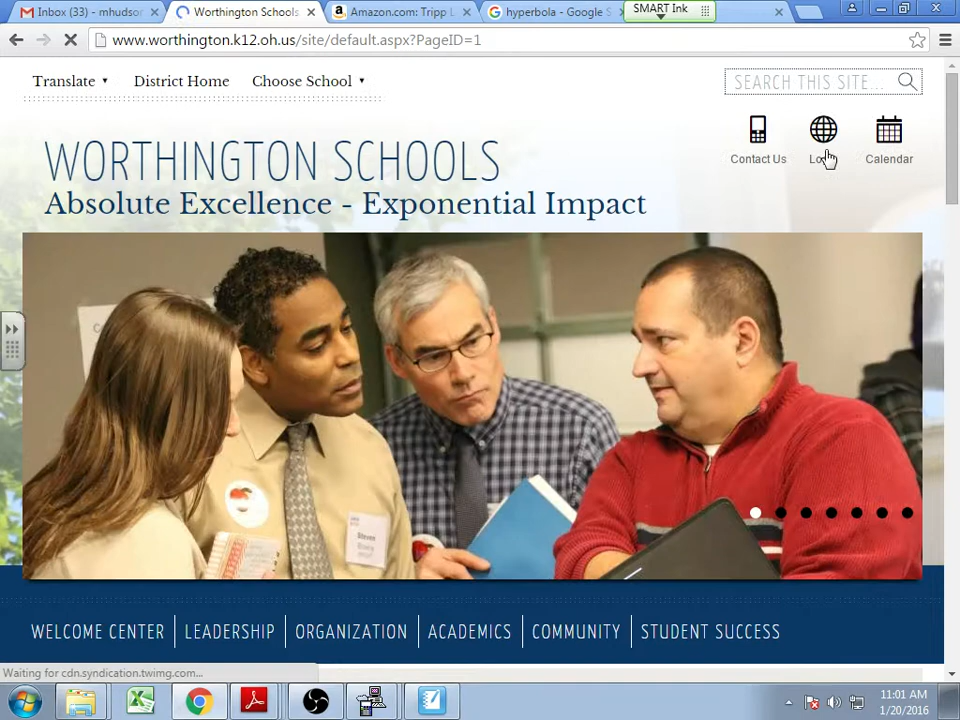 Inbox (33) - mhudsor
Worthington Schools
Amazon.com: Tripp L
hyperbola - Google S
SMART Ink
www.worthington.k12.oh.us/site/default.aspx?PageID=1
Translate
District Home
Choose School
SEARCH THIS SITE...
Contact Us
Calendar
WORTHINGTON SCHOOLS
Absolute Excellence - Exponential Impact
Steven
WELCOME CENTER
LEADERSHIP
ORGANIZATION
ACADEMICS
COMMUNITY
STUDENT SUCCESS
Waiting for cdn.syndication.twimg.com...
11:01 AM
1/20/2016